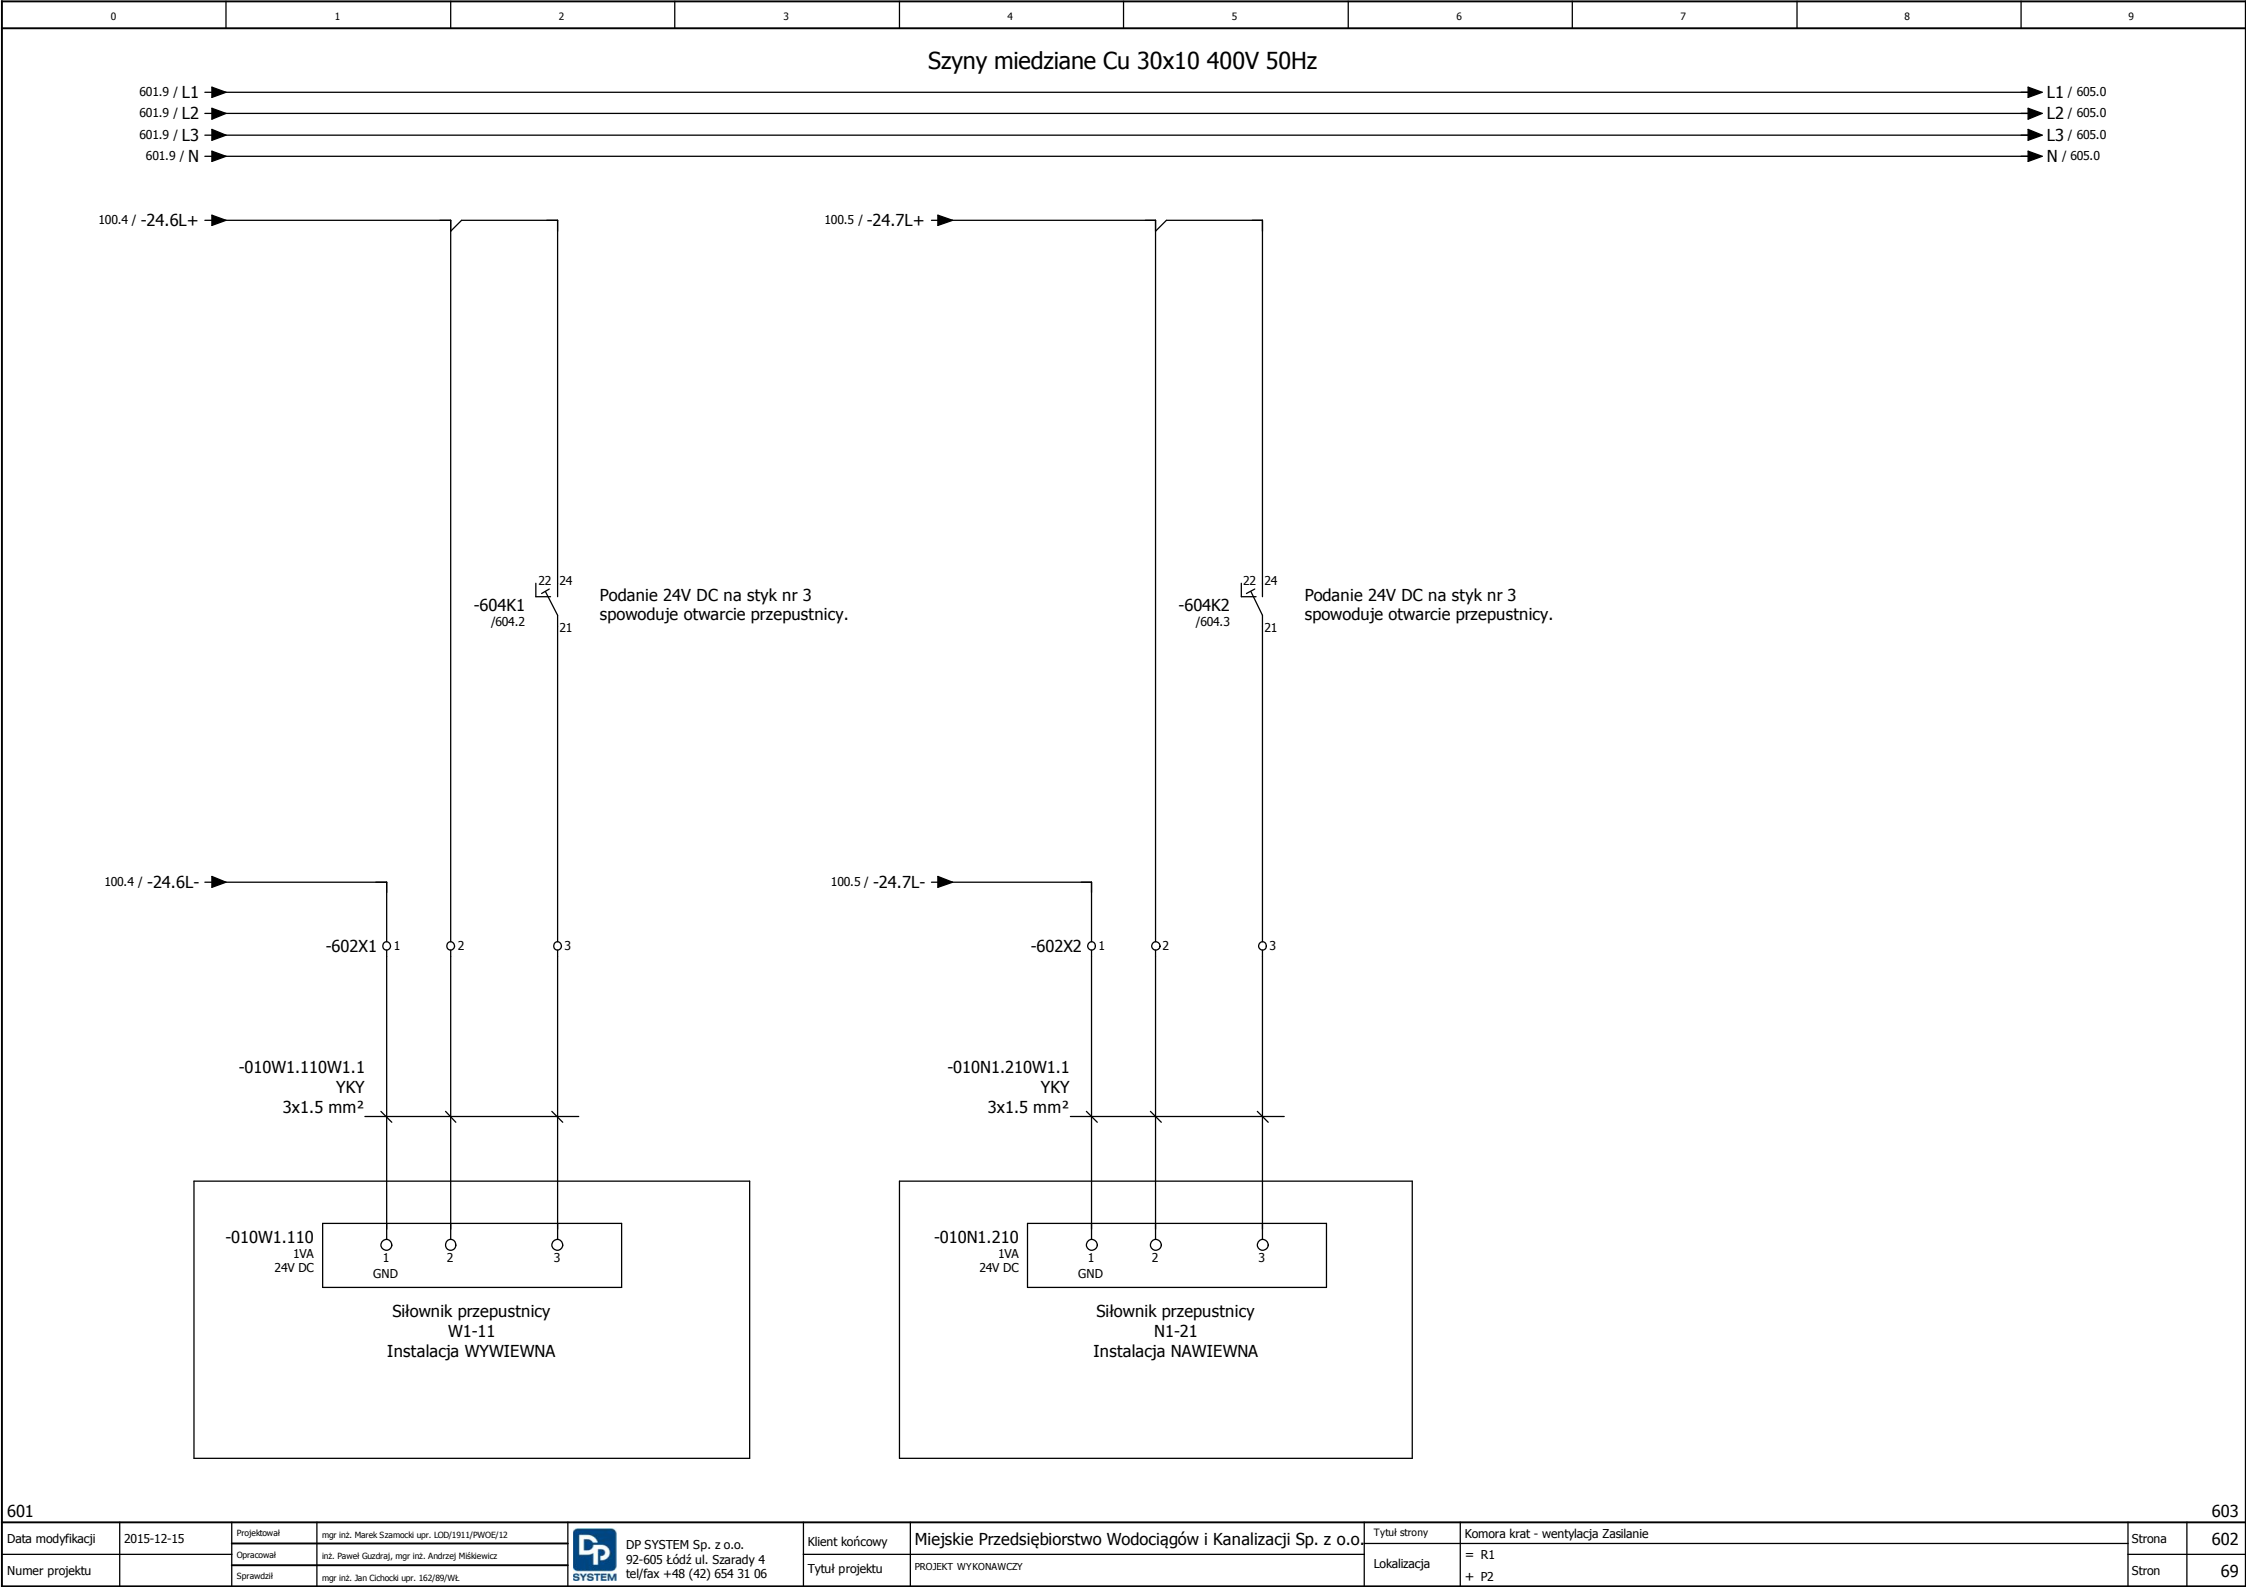 0 1 2 3 4 5 6 7 8 9
Szyny miedziane Cu 30x10 400V 50Hz
601.9 / L1 L1 / 605.0
601.9 / L2 L2 / 605.0
601.9 / L3 L3 / 605.0
601.9 / N N / 605.0
100.4 / -24.6L+ 100.5 / -24.7L+
22 24
-604K1
/604.2
21
Podanie 24V DC na styk nr 3
spowoduje otwarcie przepustnicy.
22 24
-604K2
/604.3
21
Podanie 24V DC na styk nr 3
spowoduje otwarcie przepustnicy.
100.4 / -24.6L- 100.5 / -24.7L-
-602X1 1 2 3 -602X2 1 2 3
-010W1.110W1.1
YKY
3x1.5 mm²
-010N1.210W1.1
YKY
3x1.5 mm²
-010W1.110
1VA
24V DC
1 2 3
GND
Siłownik przepustnicy
W1-11
Instalacja WYWIEWNA
-010N1.210
1VA
24V DC
1 2 3
GND
Siłownik przepustnicy
N1-21
Instalacja NAWIEWNA
601 603
Data modyfikacji 2015-12-15
Numer projektu
Projektował mgr inż. Marek Szamocki upr. LOD/1911/PWOE/12
Opracował inż. Paweł Guzdraj, mgr inż. Andrzej Miśkiewicz
Sprawdził mgr inż. Jan Cichocki upr. 162/89/WŁ
Dp
SYSTEM
DP SYSTEM Sp. z o.o.
92-605 Łódź ul. Szarady 4
tel/fax +48 (42) 654 31 06
Klient końcowy Miejskie Przedsiębiorstwo Wodociągów i Kanalizacji Sp. z o.o.
Tytuł projektu PROJEKT WYKONAWCZY
Tytuł strony Komora krat - wentylacja Zasilanie
Lokalizacja = R1
+ P2
Strona 602
Stron 69